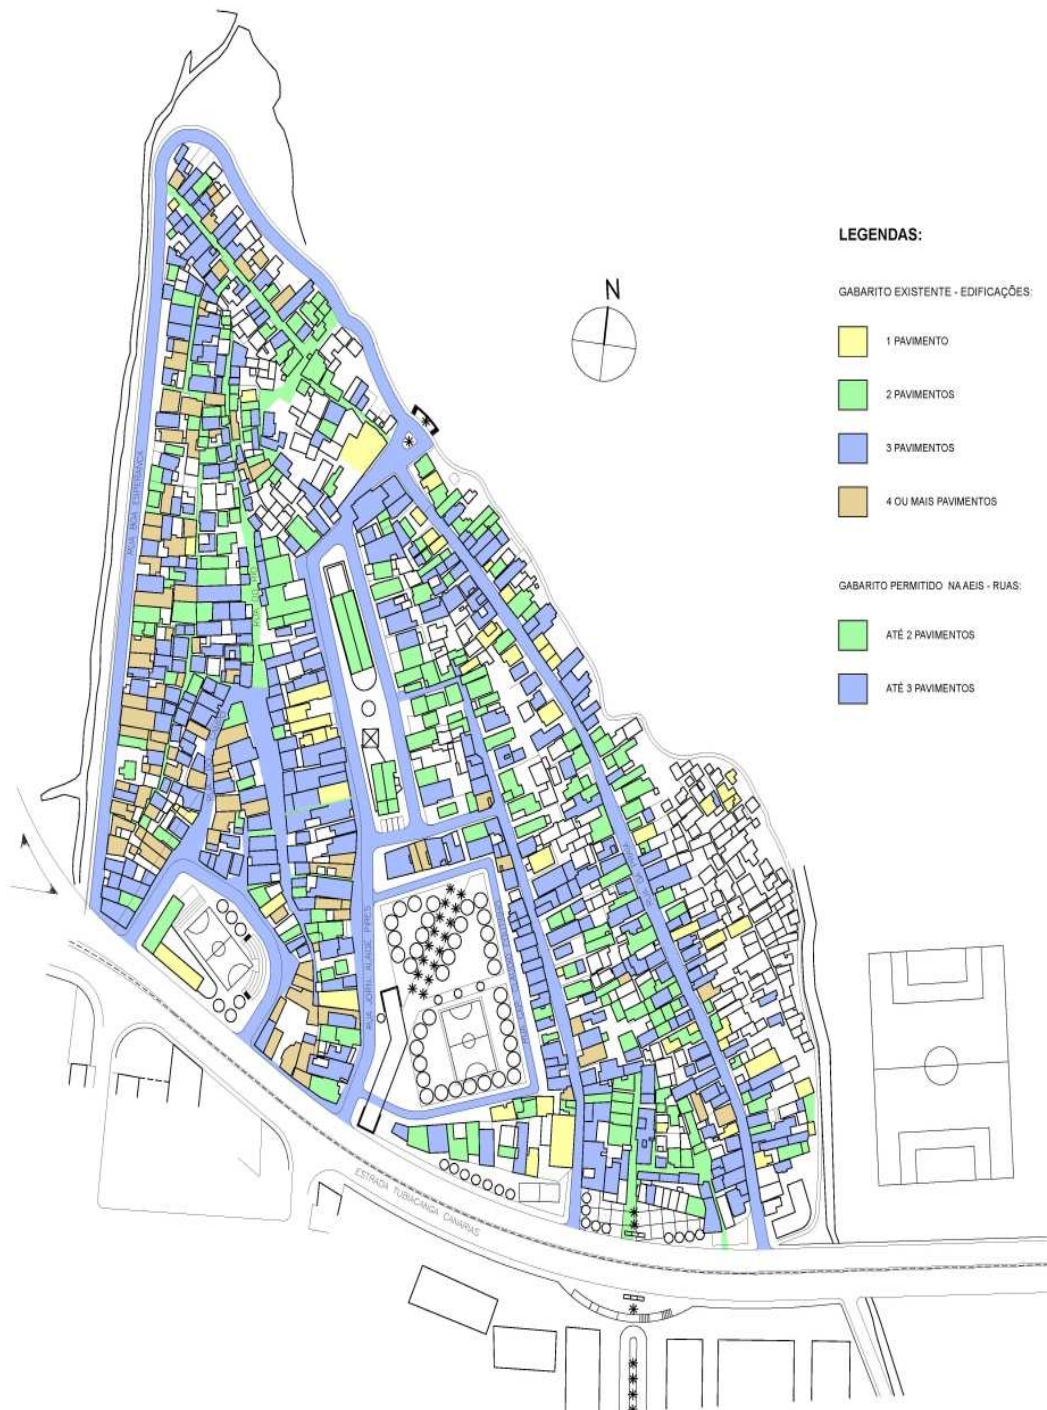 LEGENDAS:
GABARITO EXISTENTE - EDIFICAÇÕES:
1 PAVIMENTO
2 PAVIMENTOS
3 PAVIMENTOS
4 OU MAIS PAVIMENTOS
GABARITO PERMITIDO NA AEIS - RUAS:
ATÉ 2 PAVIMENTOS
ATÉ 3 PAVIMENTOS
N
RUA BOA ESPERANÇA
RUA JORN. ALAIDE PIRES
ESTRADA TUBIACANGA CANÁRIAS